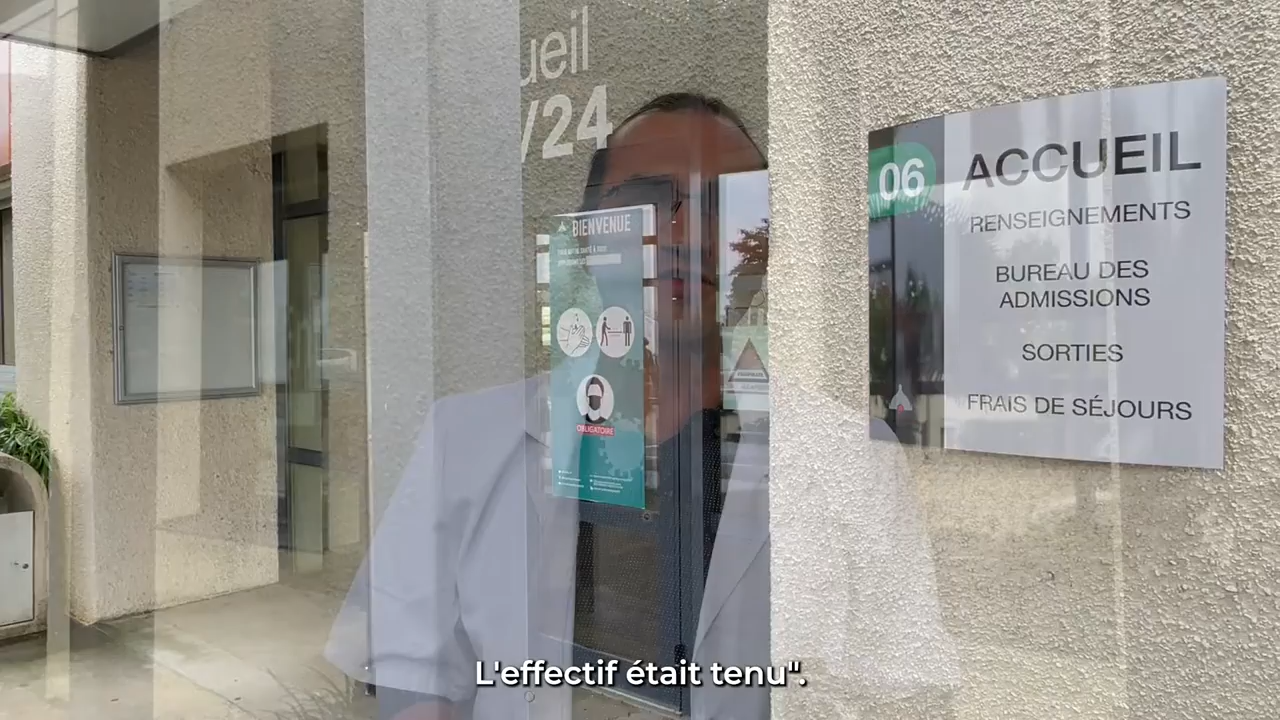 ueil
/24
BIENVENUE
OBLIGATOIRE
06
ACCUEIL
RENSEIGNEMENTS
BUREAU DES
ADMISSIONS
SORTIES
FRAIS DE SÉJOURS
L'effectif était tenu".